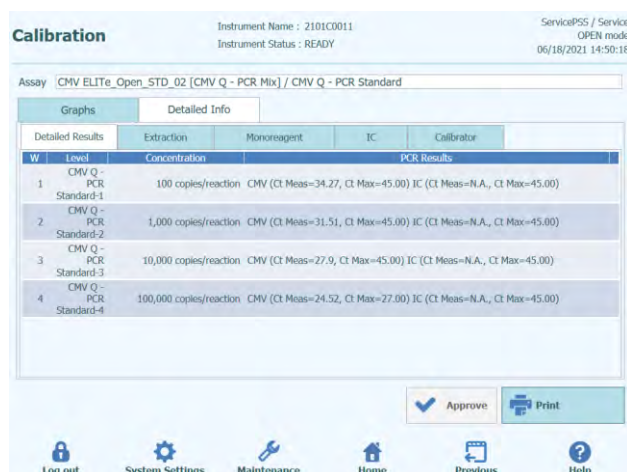 Calibration
Instrument Name : 2101C0011
Instrument Status : READY
ServicePSS / Service
OPEN mode
06/18/2021 14:50:18
Assay CMV ELITe_Open_STD_02 [CMV Q - PCR Mix] / CMV Q - PCR Standard
Graphs Detailed Info
Detailed Results Extraction Monoreagent IC Calibrator
W Level Concentration PCR Results
CMV Q -
1 PCR 100 copies/reaction CMV (Ct Meas=34.27, Ct Max=45.00) IC (Ct Meas=N.A., Ct Max=45.00)
Standard-1
CMV Q -
2 PCR 1,000 copies/reaction CMV (Ct Meas=31.51, Ct Max=45.00) IC (Ct Meas=N.A., Ct Max=45.00)
Standard-2
CMV Q -
3 PCR 10,000 copies/reaction CMV (Ct Meas=27.9, Ct Max=45.00) IC (Ct Meas=N.A., Ct Max=45.00)
Standard-3
CMV Q -
4 PCR 100,000 copies/reaction CMV (Ct Meas=24.52, Ct Max=27.00) IC (Ct Meas=N.A., Ct Max=45.00)
Standard-4
Approve Print
Log out System Settings Maintenance Home Previous Help